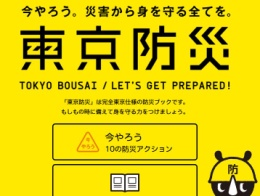 今やろう。災害から身を守る全てを。
東京防災
TOKYO BOUSAI / LET'S GET PREPARED!
「東京防災」は完全東京仕様の防災ブックです。
もしもの時に備えて身を守る力をつけましょう。
今やろう
今やろう
10の防災アクション
防